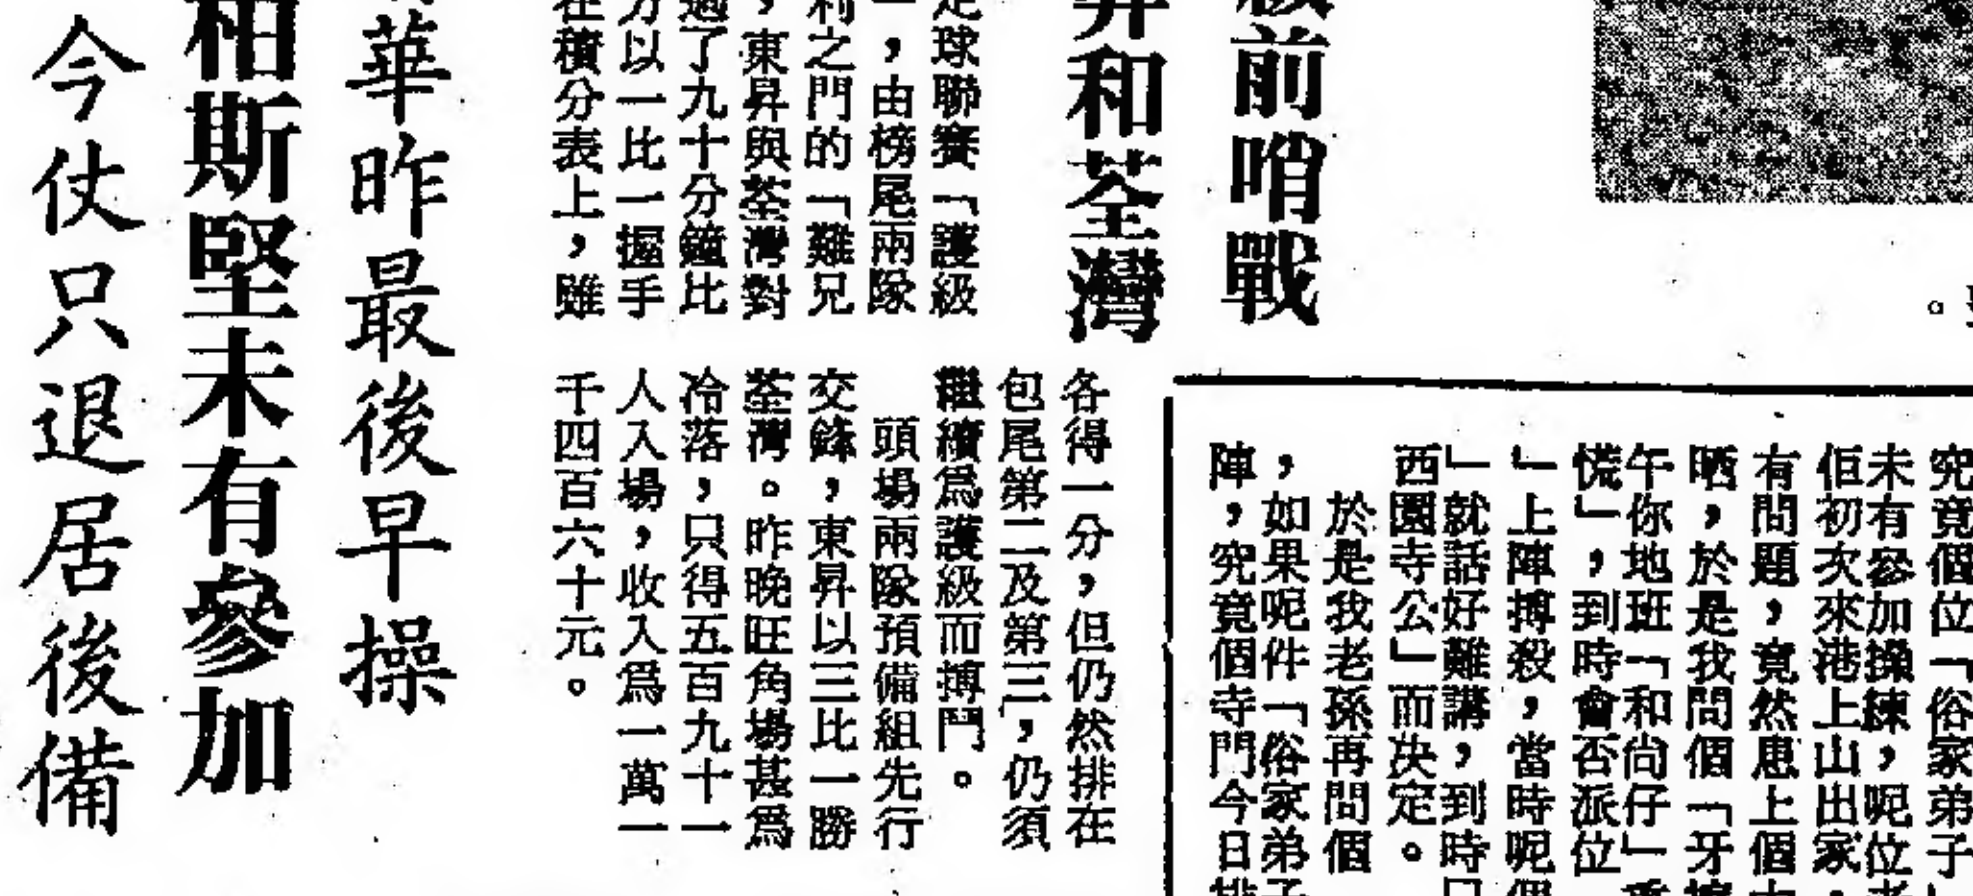 前哨戰
和荃灣
足球聯賽「護級
一，由榜尾兩隊
利之門的「難兄
，東昇與荃灣對
過了九十分鐘比
方以一比一握手
在積分表上，雖
各得一分，但仍然排在
包尾第二及第三，仍須
繼續爲護級而搏鬥。
頭場兩隊預備組先行
交鋒，東昇以三比一勝
荃灣。昨晚旺角場甚爲
冷落，只得五百九十一
人入場，收入爲一萬一
千四百六十元。
華昨最後早操
柏斯堅未有參加
今仗只退居後備
。
究竟個位「俗家弟子
未有參加操練，呢位
佢初次來港上山出家，
有問題，竟然患上個
晒，於是我問個「牙擦
午你地班「和尚仔」
慌」，到時會否派位
「上陣搏殺，當時呢個
」就話好難講，到時
西園寺公」而决定。
於是我老孫再問個
，如果呢件「俗家弟子
陣，究竟個寺門今日排